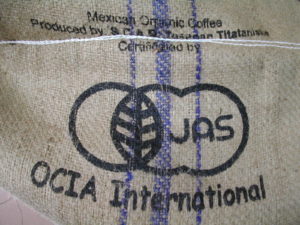 Mexican Organic Coffee
Produced by
Certificated by
JAS
OCIA International